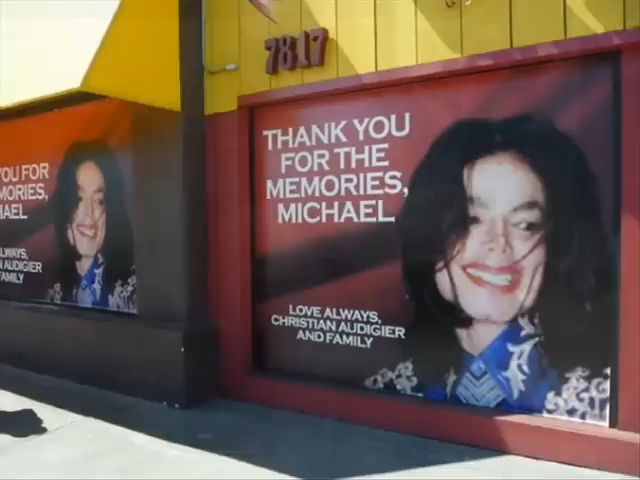 7817
THANK YOU
FOR THE
MEMORIES,
MICHAEL
LOVE ALWAYS,
CHRISTIAN AUDIGIER
AND FAMILY
YOU FOR
MORIES,
AEL
LWAYS,
N AUDIGIER
FAMILY